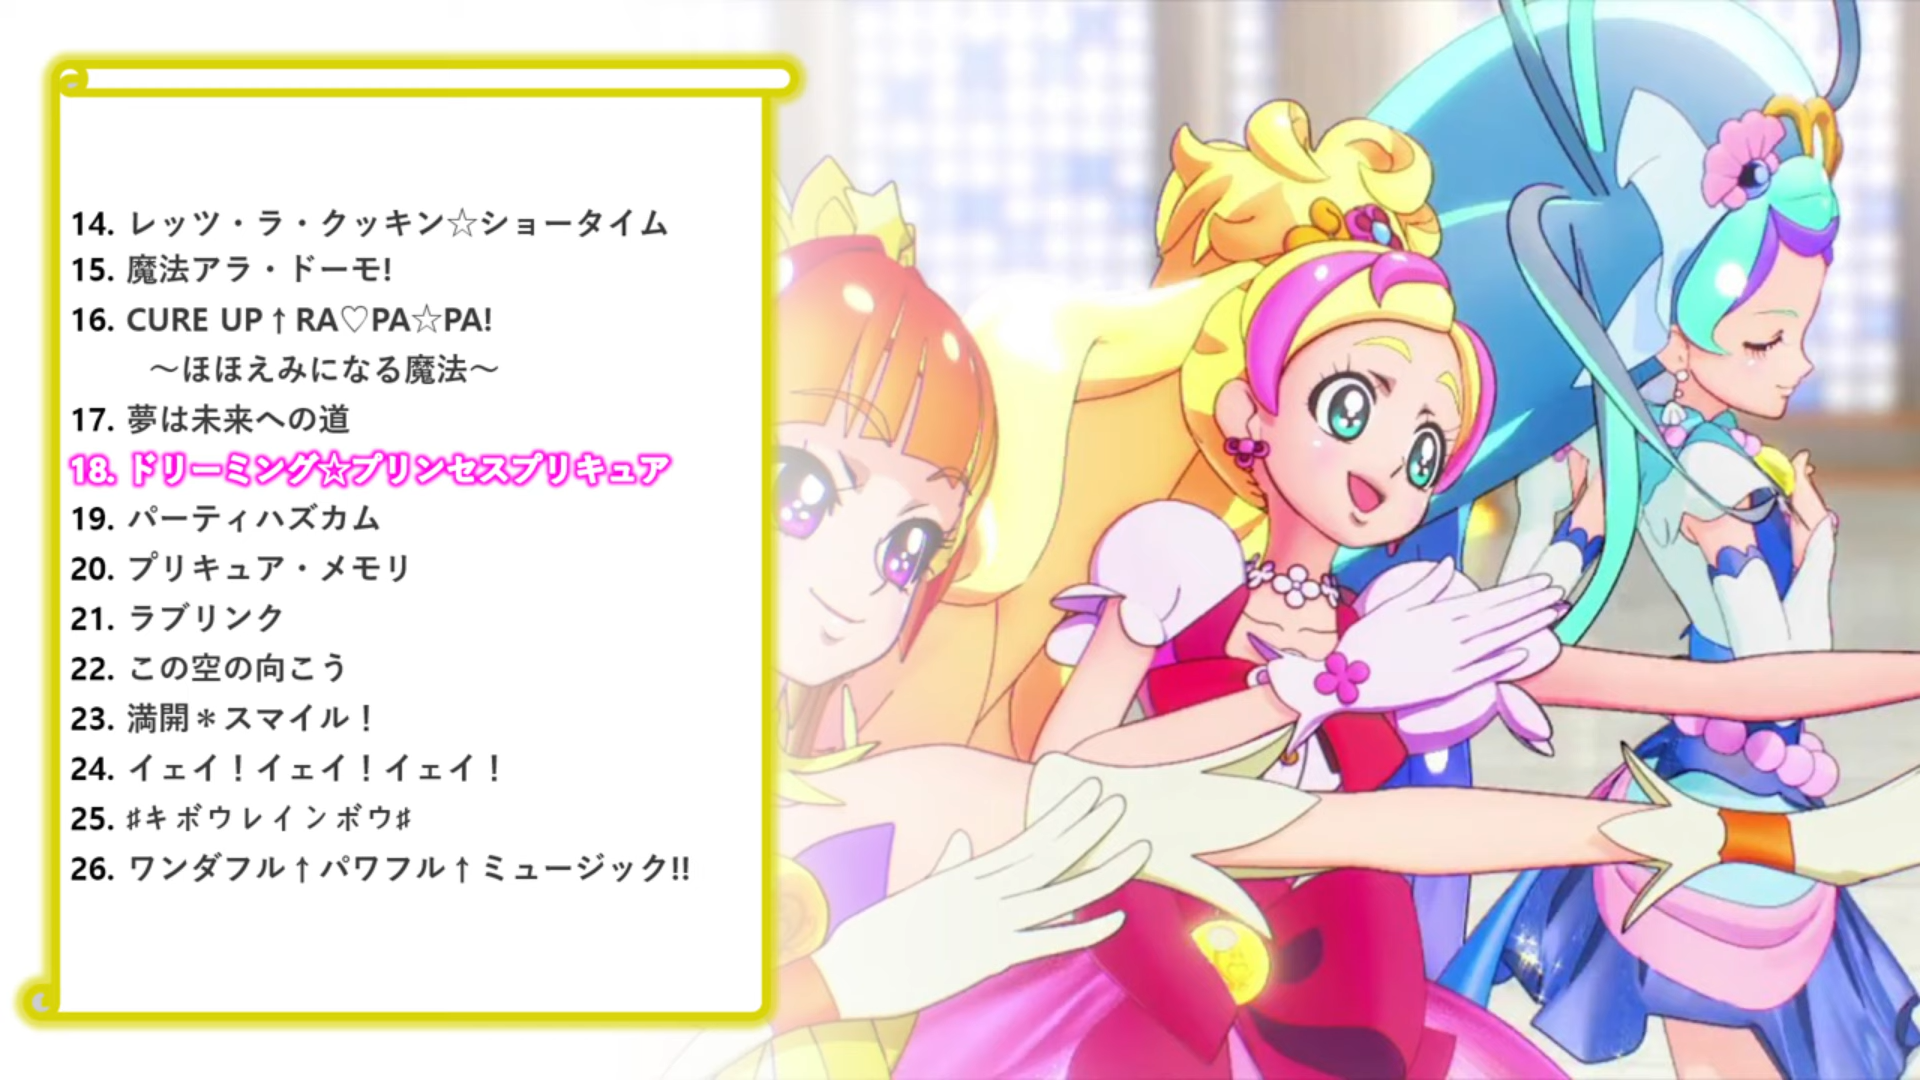 14. レッツ・ラ・クッキン☆ショータイム
15. 魔法アラ・ドーモ!
16. CURE UP↑RA♡PA☆PA!
～ほほえみになる魔法～
17. 夢は未来への道
18. ドリーミング☆プリンセスプリキュア
19. パーティハズカム
20. プリキュア・メモリ
21. ラブリンク
22. この空の向こう
23. 満開＊スマイル！
24. イェイ！イェイ！イェイ！
25. ♯キボウレインボウ♯
26. ワンダフル↑パワフル↑ミュージック!!